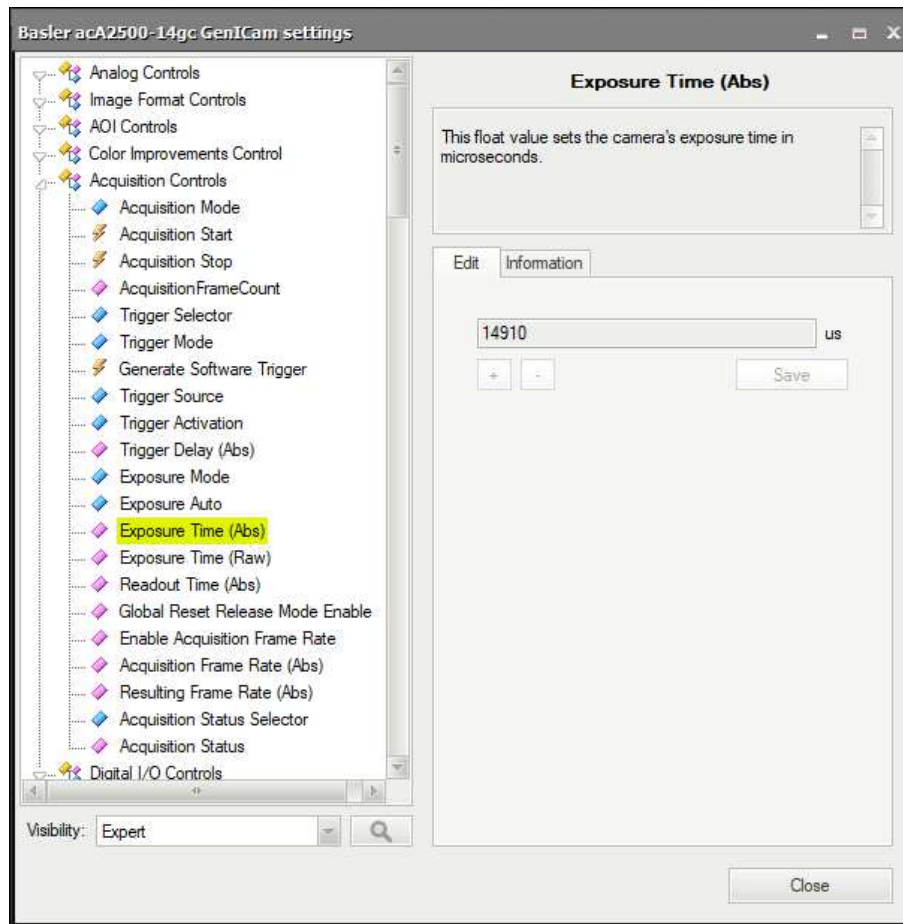 Basler acA2500-14gc GenICam settings
Analog Controls
Image Format Controls
AOI Controls
Color Improvements Control
Acquisition Controls
Acquisition Mode
Acquisition Start
Acquisition Stop
AcquisitionFrameCount
Trigger Selector
Trigger Mode
Generate Software Trigger
Trigger Source
Trigger Activation
Trigger Delay (Abs)
Exposure Mode
Exposure Auto
Exposure Time (Abs)
Exposure Time (Raw)
Readout Time (Abs)
Global Reset Release Mode Enable
Enable Acquisition Frame Rate
Acquisition Frame Rate (Abs)
Resulting Frame Rate (Abs)
Acquisition Status Selector
Acquisition Status
Digital I/O Controls
Visibility: Expert
Exposure Time (Abs)
This float value sets the camera's exposure time in
microseconds.
Edit Information
14910 us
+ - Save
Close